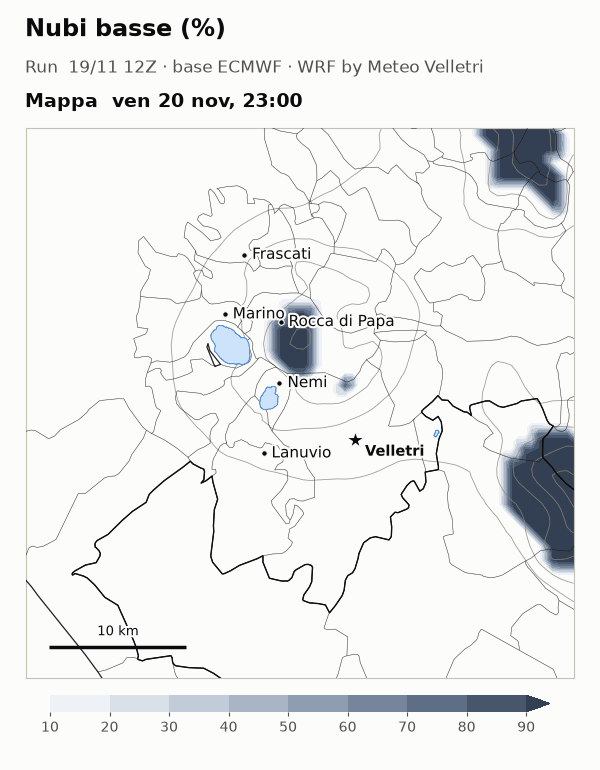 Nubi basse (%)
Run  19/11 12Z · base ECMWF · WRF by Meteo Velletri
Mappa  ven 20 nov, 23:00
Frascati
Marino
Rocca di Papa
Nemi
Velletri
Lanuvio
10 km
10 20 30 40 50 60 70 80 90